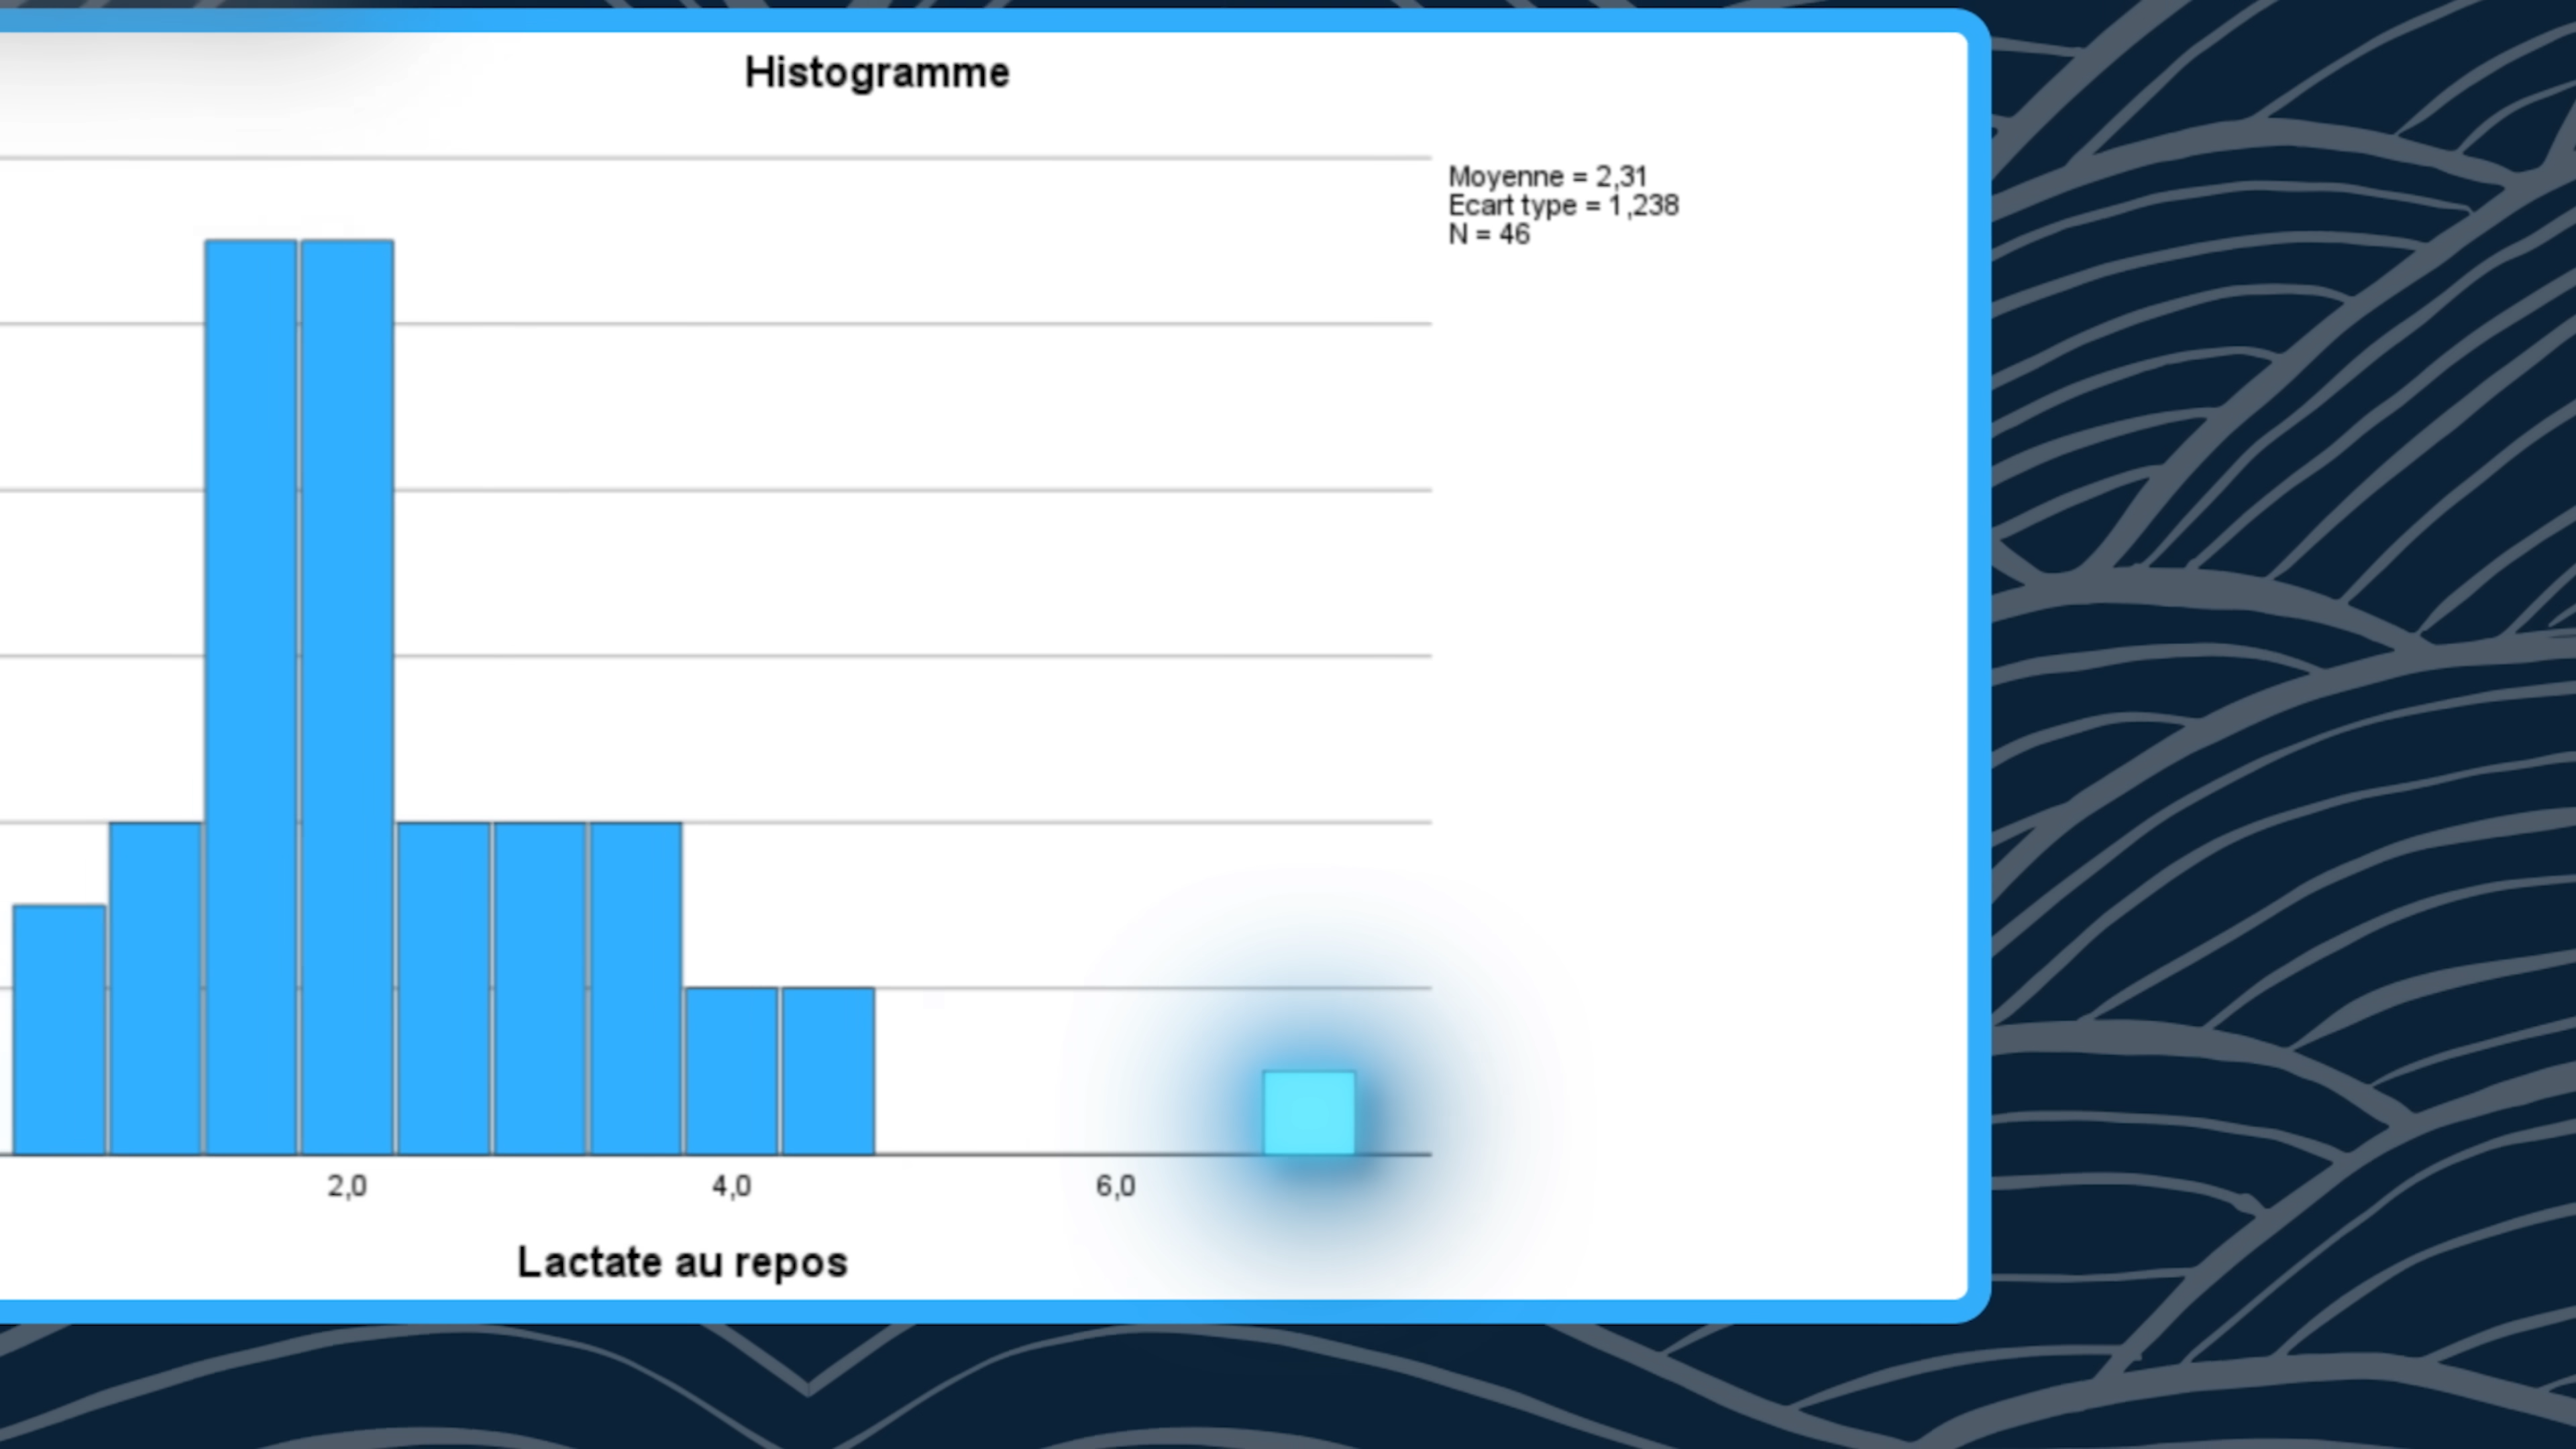 Histogramme
Moyenne = 2,31
Ecart type = 1,238
N = 46
2,0 4,0 6,0
Lactate au repos